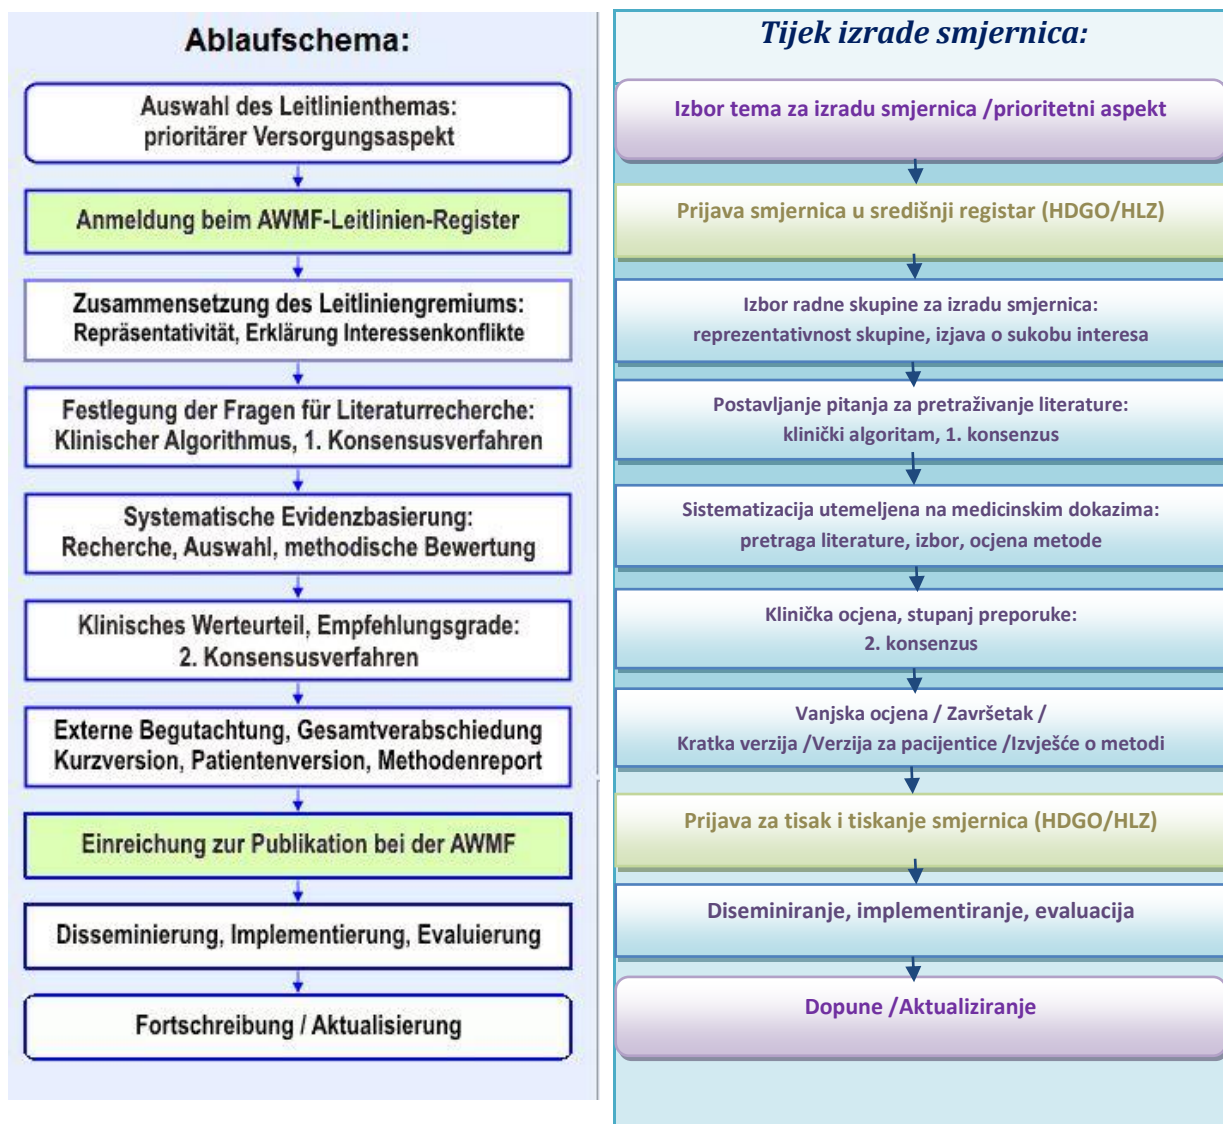 Ablaufschema:
Auswahl des Leitlinienthemas:
prioritärer Versorgungsaspekt
Anmeldung beim AWMF-Leitlinien-Register
Zusammensetzung des Leitliniengremiums:
Repräsentativität, Erklärung Interessenkonflikte
Festlegung der Fragen für Literaturrecherche:
Klinischer Algorithmus, 1. Konsensusverfahren
Systematische Evidenzbasierung:
Recherche, Auswahl, methodische Bewertung
Klinisches Werteurteil, Empfehlungsgrade:
2. Konsensusverfahren
Externe Begutachtung, Gesamtverabschiedung
Kurzversion, Patientenversion, Methodenreport
Einreichung zur Publikation bei der AWMF
Disseminierung, Implementierung, Evaluierung
Fortschreibung / Aktualisierung
Tijek izrade smjernica:
Izbor tema za izradu smjernica /prioritetni aspekt
Prijava smjernica u središnji registar (HDGO/HLZ)
Izbor radne skupine za izradu smjernica:
reprezentativnost skupine, izjava o sukobu interesa
Postavljanje pitanja za pretraživanje literature:
klinički algoritam, 1. konsenzus
Sistematizacija utemeljena na medicinskim dokazima:
pretraga literature, izbor, ocjena metode
Klinička ocjena, stupanj preporuke:
2. konsenzus
Vanjska ocjena / Završetak /
Kratka verzija /Verzija za pacijentice /Izvješće o metodi
Prijava za tisak i tiskanje smjernica (HDGO/HLZ)
Diseminiranje, implementiranje, evaluacija
Dopune /Aktualiziranje